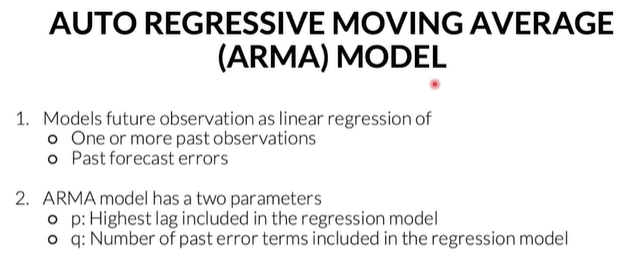 AUTO REGRESSIVE MOVING AVERAGE
(ARMA) MODEL
1. Models future observation as linear regression of
o One or more past observations
o Past forecast errors
2. ARMA model has a two parameters
o p: Highest lag included in the regression model
o q: Number of past error terms included in the regression model